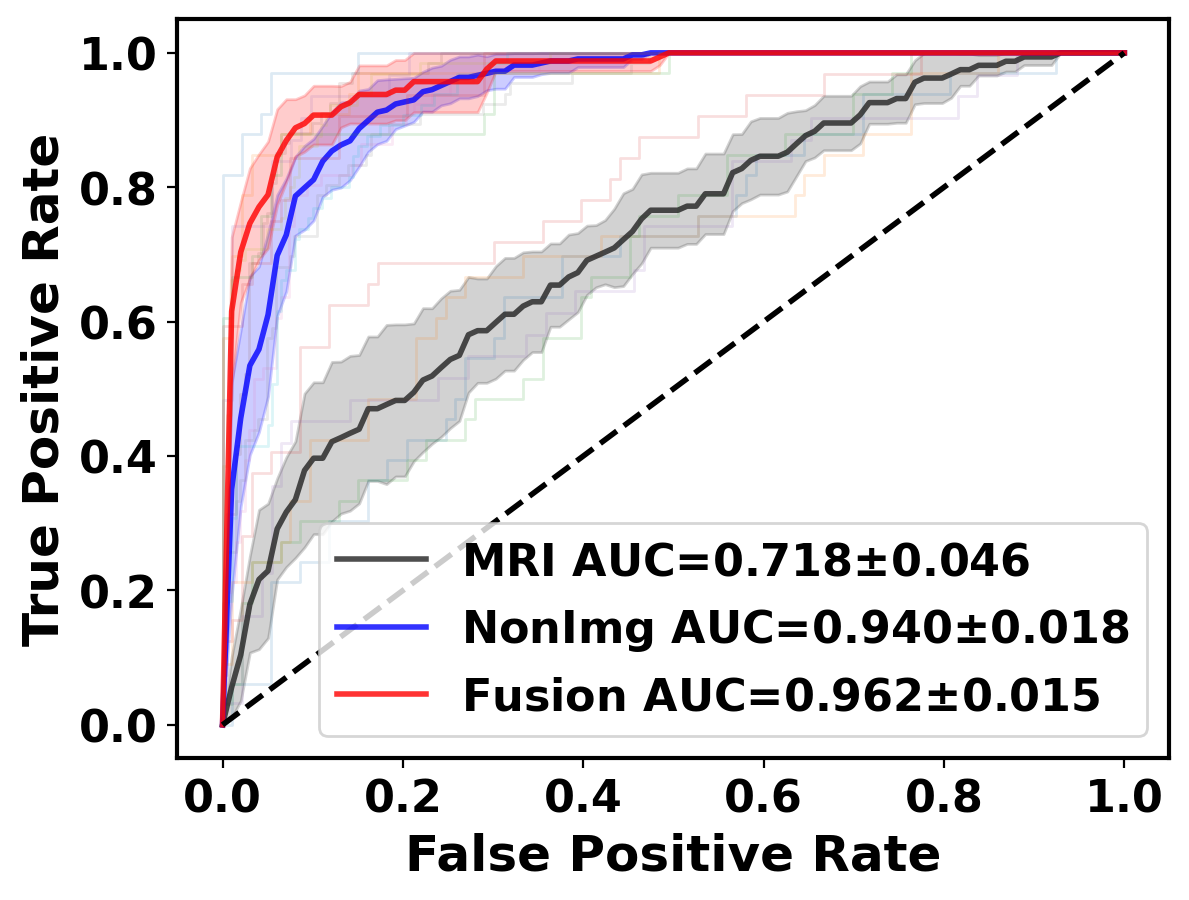 1.0
0.8
0.6
0.4
0.2
0.0
True Positive Rate
MRI AUC=0.718±0.046
NonImg AUC=0.940±0.018
Fusion AUC=0.962±0.015
0.0 0.2 0.4 0.6 0.8 1.0
False Positive Rate